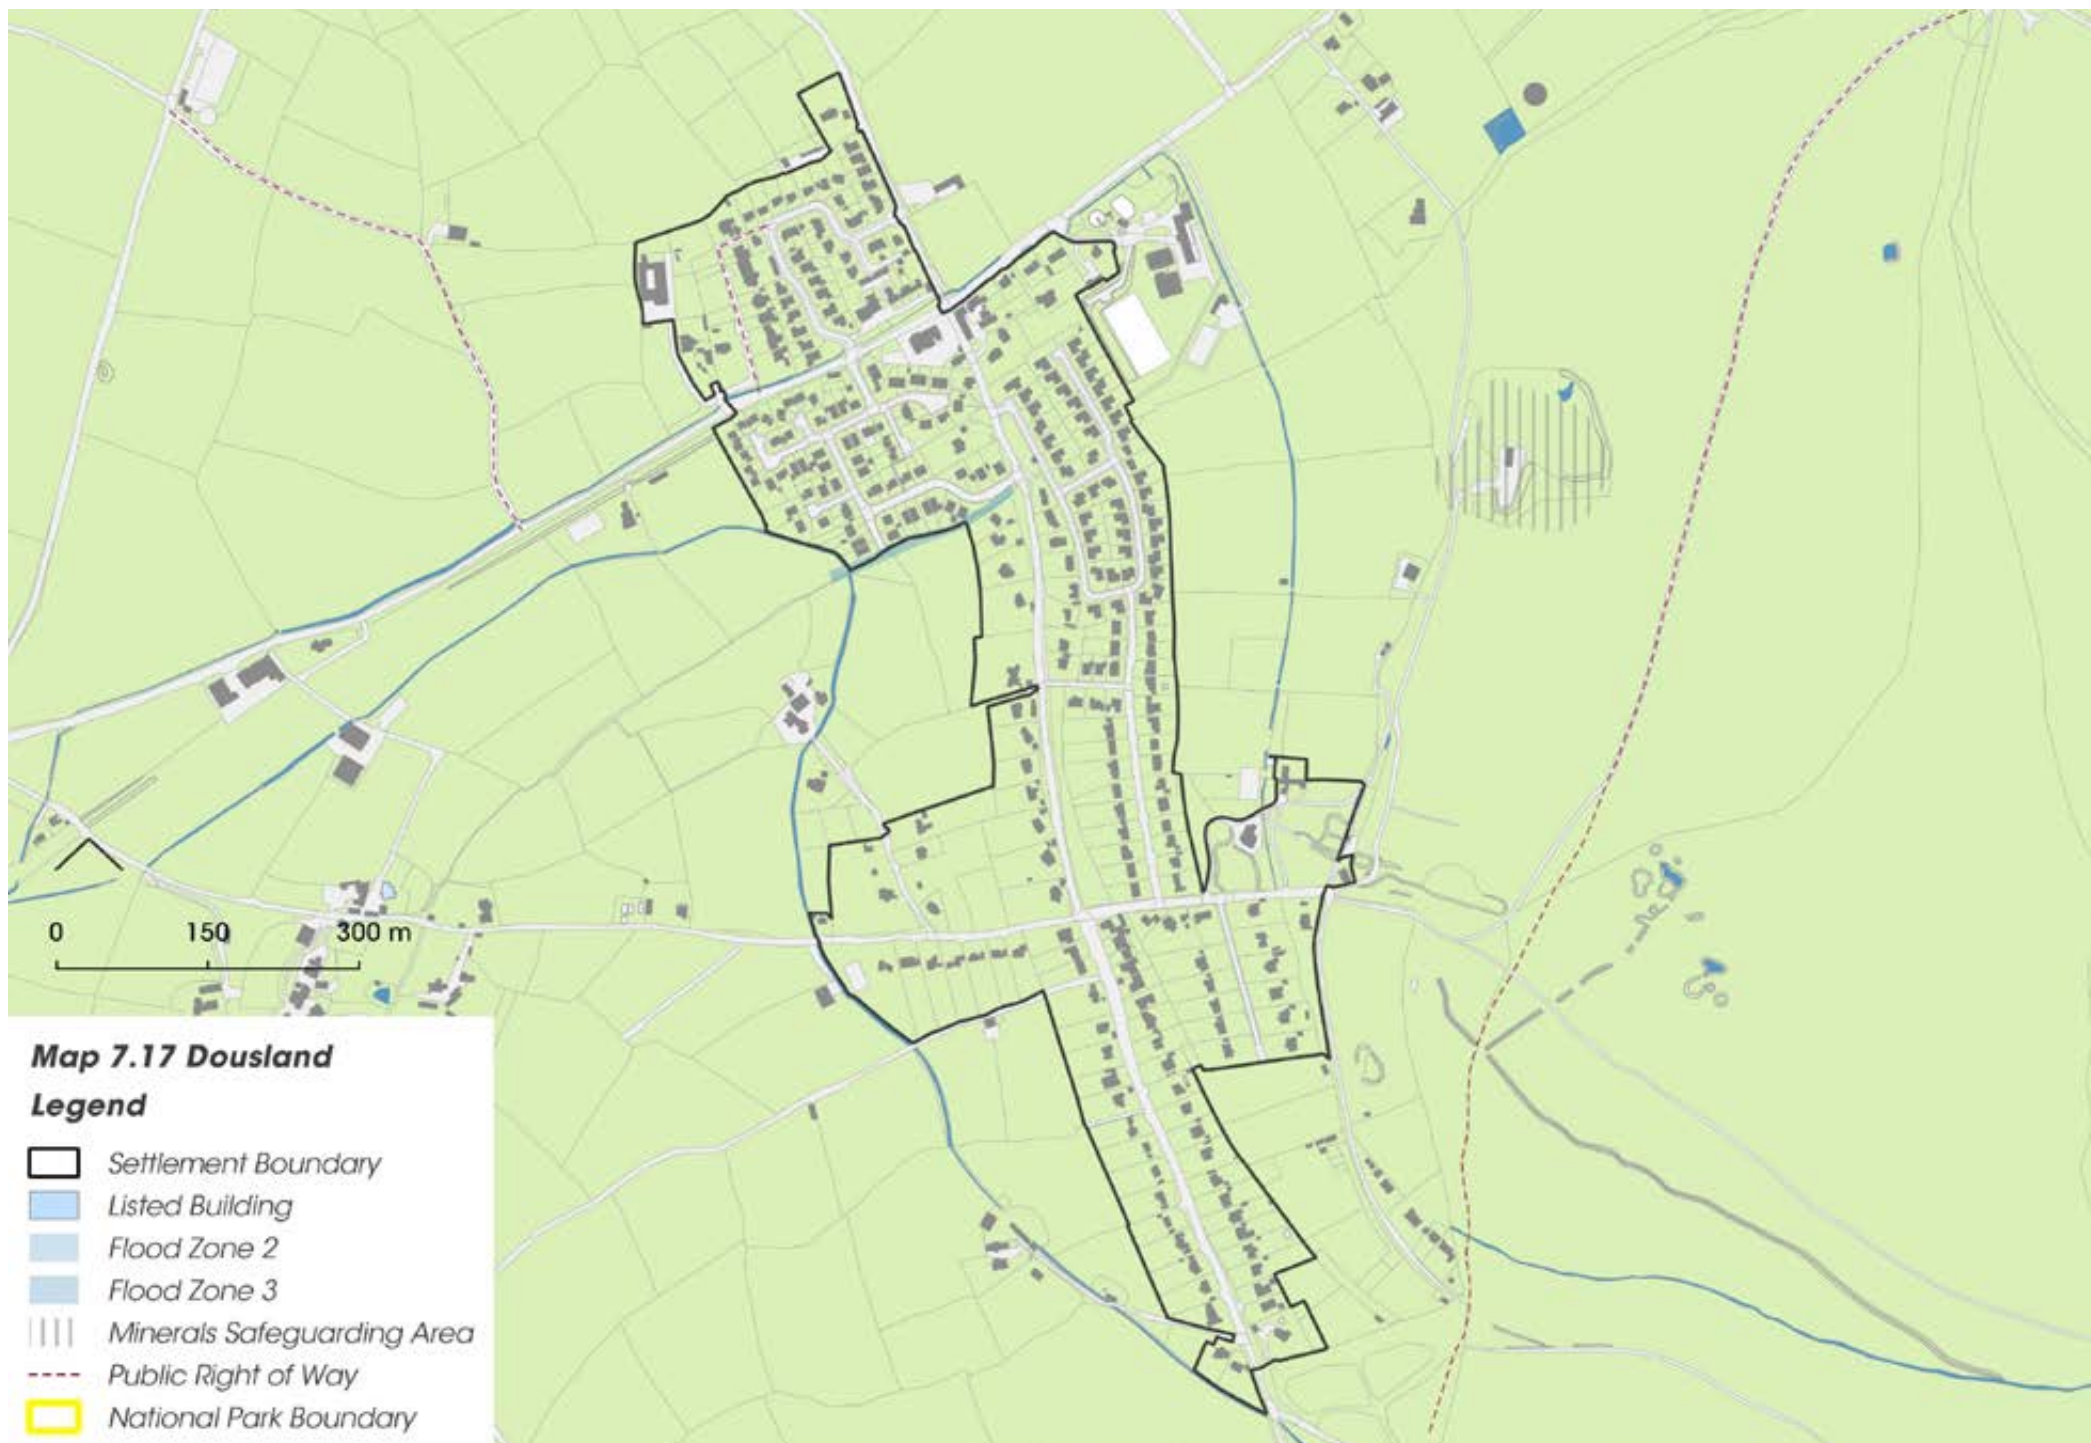 0 150 300 m
Map 7.17 Dousland
Legend
Settlement Boundary
Listed Building
Flood Zone 2
Flood Zone 3
Minerals Safeguarding Area
Public Right of Way
National Park Boundary